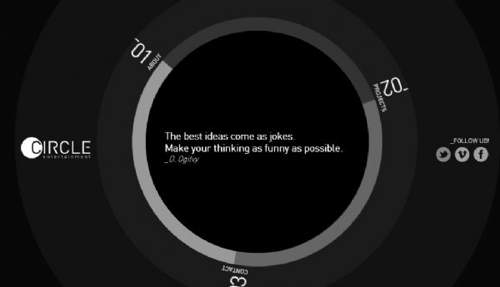 _01
ABOUT
_02
PROJECTS
The best ideas come as jokes.
Make your thinking as funny as possible.
_D. Ogilvy
CIRCLE
entertainment
_FOLLOW US!
CONTACT
03